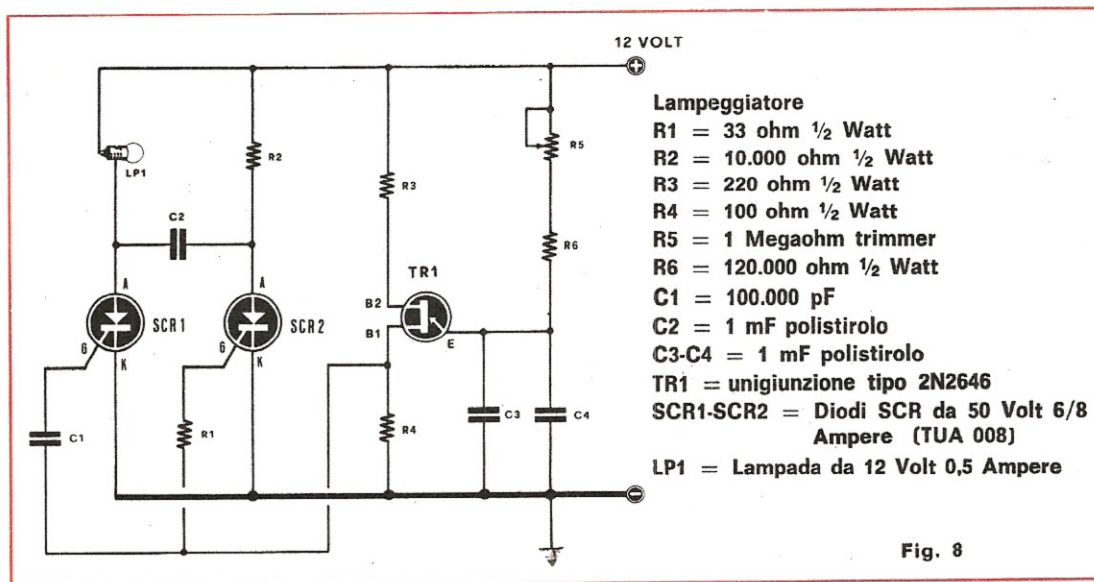 12 VOLT
LP1
R2
R3
R5
R6
C2
TR1
A
A
B2
B1
E
SCR1
SCR2
G
K
G
K
C1
R1
R4
C3
C4
Lampeggiatore
R1 = 33 ohm ½ Watt
R2 = 10.000 ohm ½ Watt
R3 = 220 ohm ½ Watt
R4 = 100 ohm ½ Watt
R5 = 1 Megaohm trimmer
R6 = 120.000 ohm ½ Watt
C1 = 100.000 pF
C2 = 1 mF polistirolo
C3-C4 = 1 mF polistirolo
TR1 = unigiunzione tipo 2N2646
SCR1-SCR2 = Diodi SCR da 50 Volt 6/8
Ampere (TUA 008)
LP1 = Lampada da 12 Volt 0,5 Ampere
Fig. 8